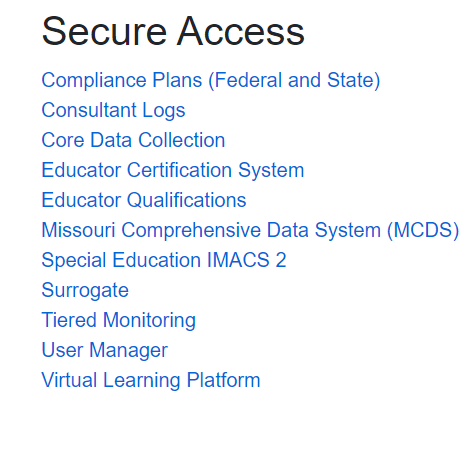 Secure Access
Compliance Plans (Federal and State)
Consultant Logs
Core Data Collection
Educator Certification System
Educator Qualifications
Missouri Comprehensive Data System (MCDS)
Special Education IMACS 2
Surrogate
Tiered Monitoring
User Manager
Virtual Learning Platform